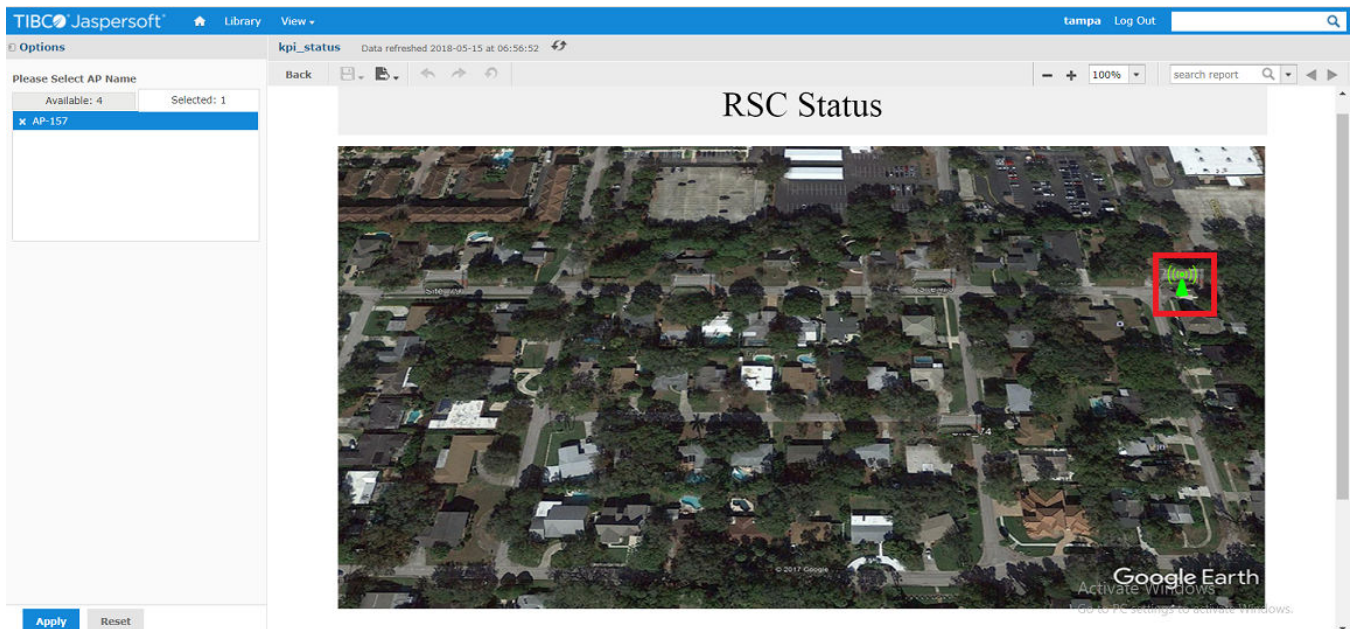 TIBCO Jaspersoft Library View tampa Log Out
Options
kpi_status Data refreshed 2018-05-15 at 06:56:52
Please Select AP Name
Back 100% search report
Available: 4 Selected: 1
x AP-157
RSC Status
© 2017 Google
Google Earth
Activate Windows
Go to PC settings to activate Windows.
Apply Reset